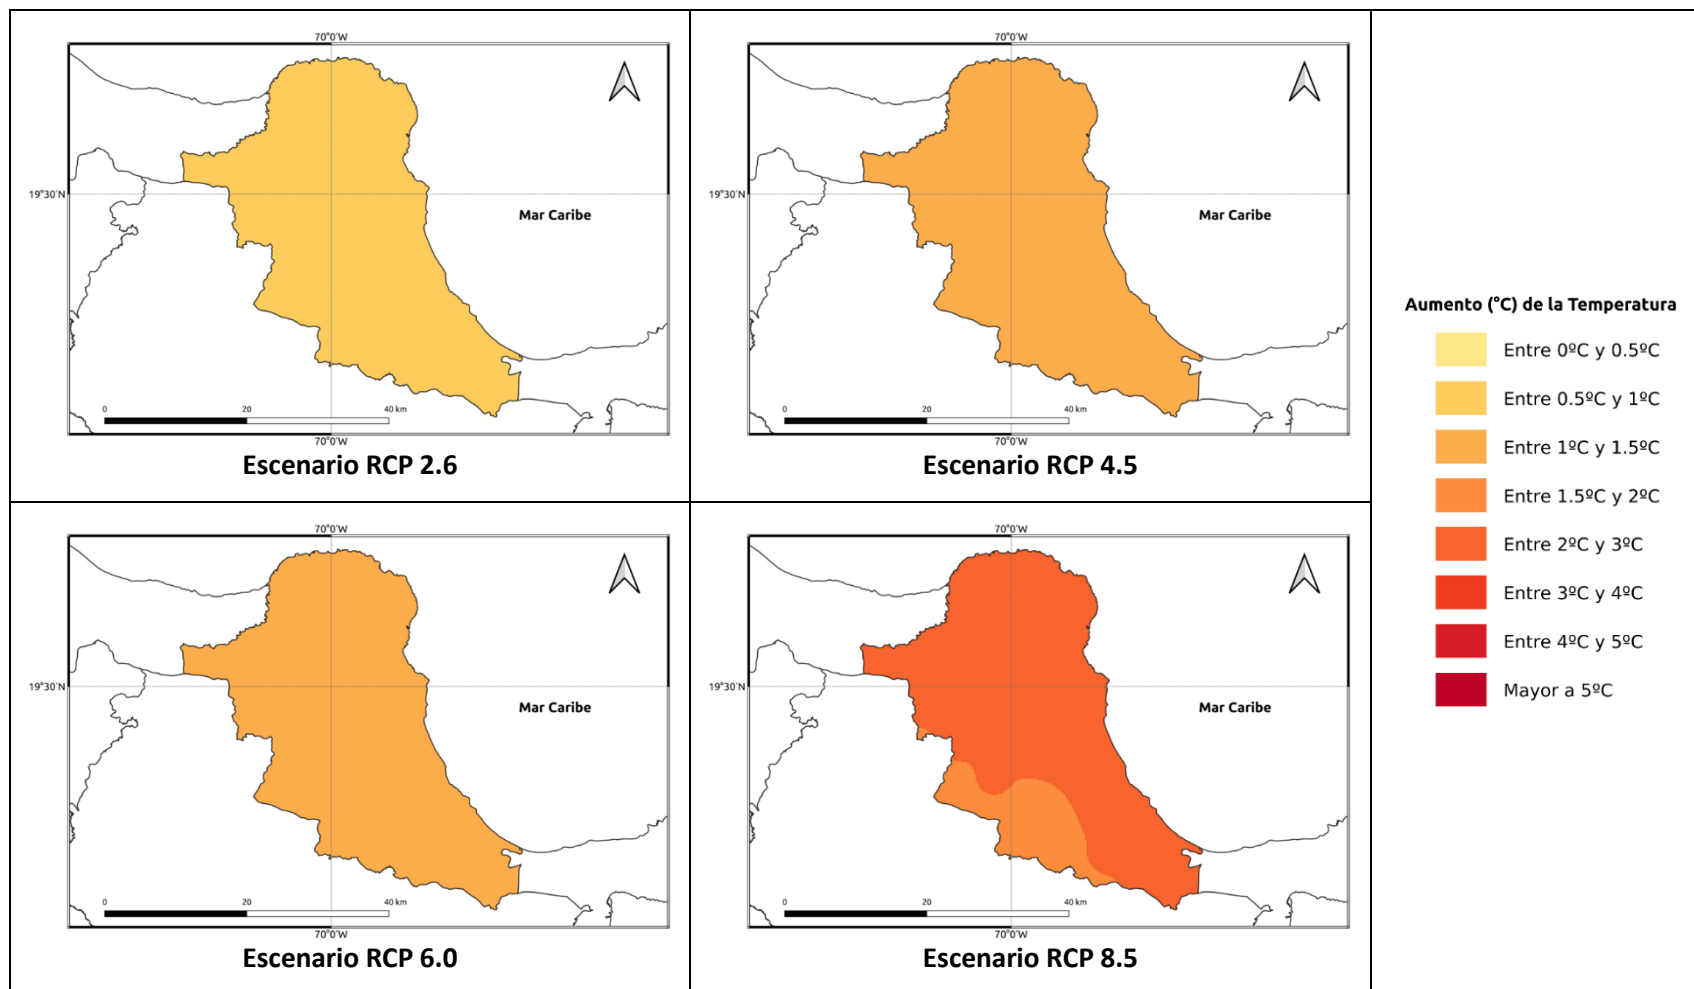 70°0'W
19°30'N
Mar Caribe
0 20 40 km
70°0'W
Escenario RCP 2.6
70°0'W
19°30'N
Mar Caribe
0 20 40 km
70°0'W
Escenario RCP 4.5
70°0'W
19°30'N
Mar Caribe
0 20 40 km
70°0'W
Escenario RCP 6.0
70°0'W
19°30'N
Mar Caribe
0 20 40 km
70°0'W
Escenario RCP 8.5
Aumento (°C) de la Temperatura
Entre 0ºC y 0.5ºC
Entre 0.5ºC y 1ºC
Entre 1ºC y 1.5ºC
Entre 1.5ºC y 2ºC
Entre 2ºC y 3ºC
Entre 3ºC y 4ºC
Entre 4ºC y 5ºC
Mayor a 5ºC